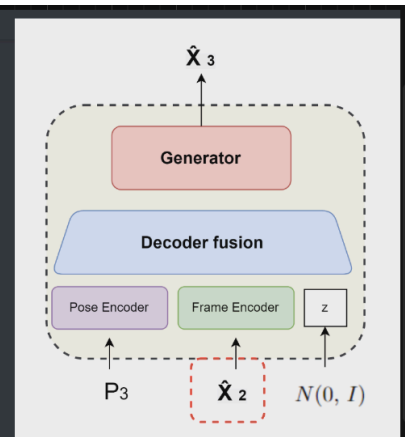 X̂ 3
Generator
Decoder fusion
Pose Encoder
Frame Encoder
z
P3
X̂ 2
N(0, I)